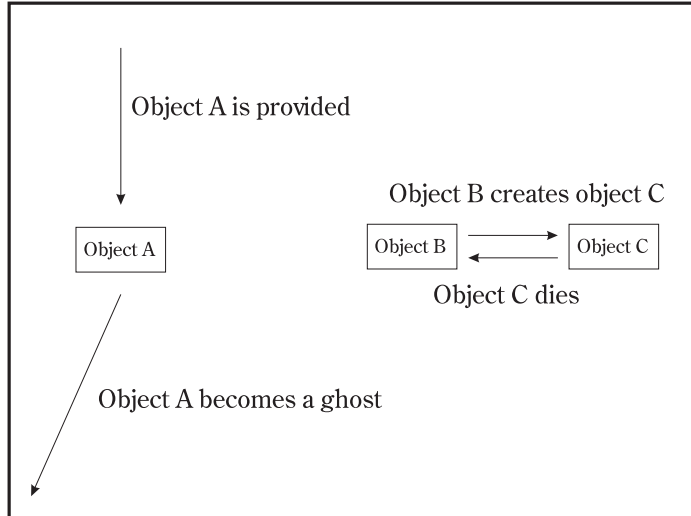 Object A is provided
Object B creates object C
Object A
Object B
Object C
Object C dies
Object A becomes a ghost